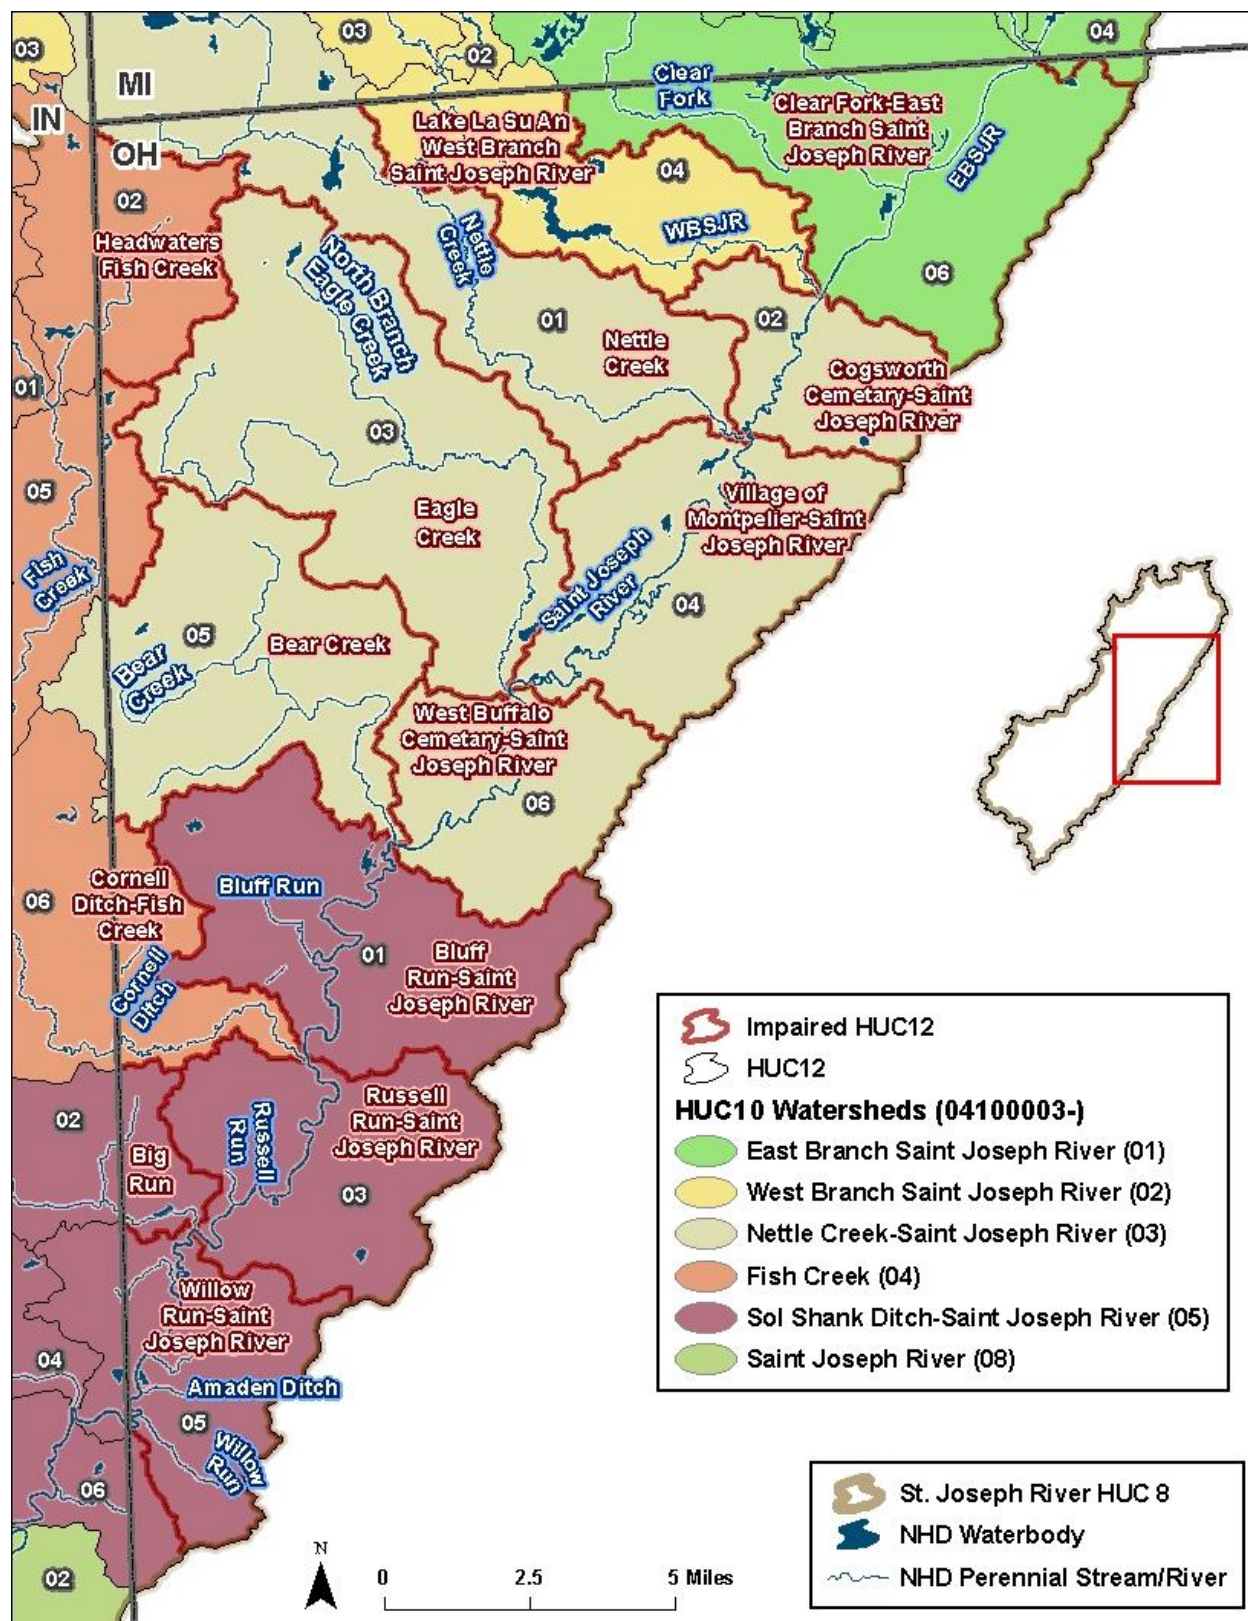 03
03
02
04
MI
IN
OH
Clear
Fork
Clear Fork-East
Branch Saint
Joseph River
EBSJR
Lake La Su An
West Branch
Saint Joseph River
04
WBSJR
02
Headwaters
Fish Creek
North Branch
Eagle Creek
Nettle
Creek
06
01
02
Nettle
Creek
Cogsworth
Cemetary-Saint
Joseph River
01
03
05
Eagle
Creek
Village of
Montpelier-Saint
Joseph River
Fish
Creek
Saint Joseph
River
04
05
Bear Creek
Bear
Creek
West Buffalo
Cemetary-Saint
Joseph River
06
Cornell
Ditch-Fish
Creek
06
Bluff Run
01
Bluff
Run-Saint
Joseph River
Cornell
Ditch
02
Big
Run
Russell
Run
Russell
Run-Saint
Joseph River
03
Willow
Run-Saint
Joseph River
04
Amaden Ditch
05
Willow
Run
06
02
Impaired HUC12
HUC12
HUC10 Watersheds (04100003-)
East Branch Saint Joseph River (01)
West Branch Saint Joseph River (02)
Nettle Creek-Saint Joseph River (03)
Fish Creek (04)
Sol Shank Ditch-Saint Joseph River (05)
Saint Joseph River (08)
St. Joseph River HUC 8
NHD Waterbody
NHD Perennial Stream/River
N
0 2.5 5 Miles